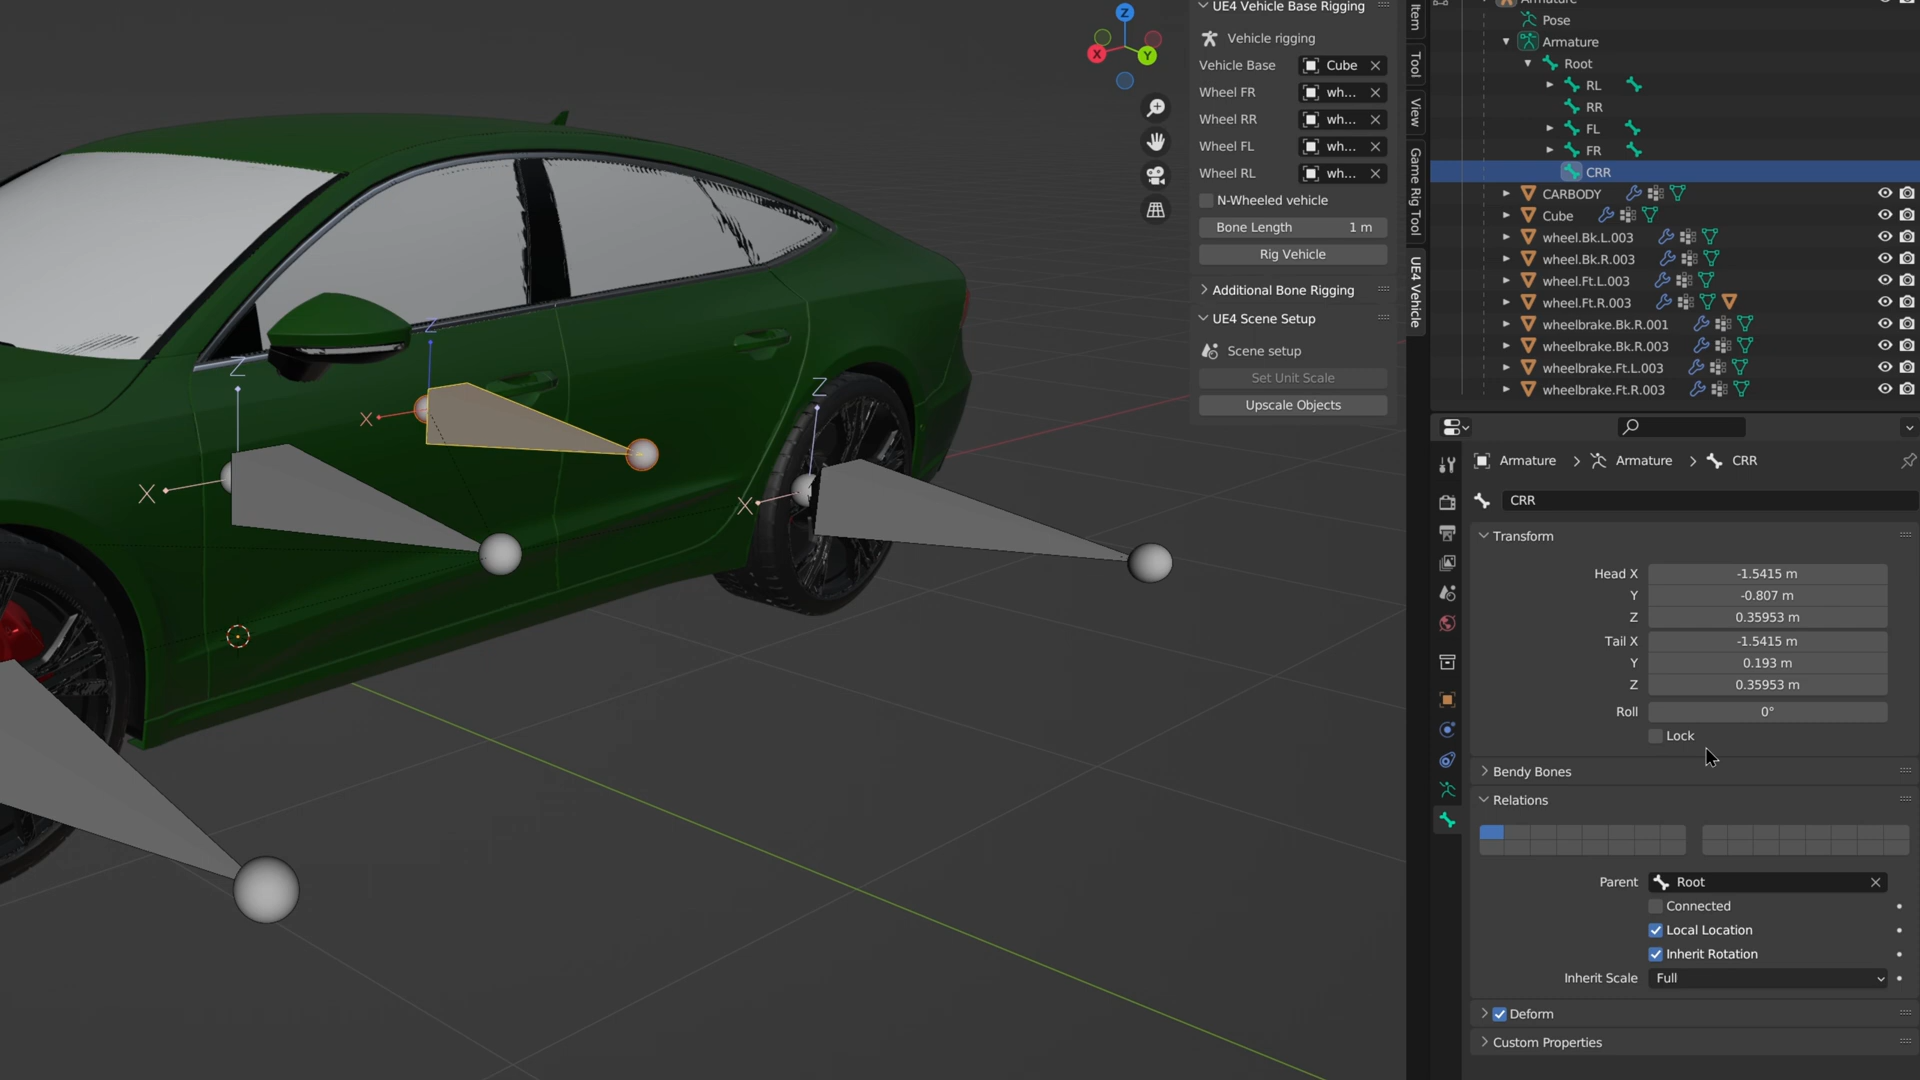 UE4 Vehicle Base Rigging
Vehicle rigging
Vehicle Base Cube
Wheel FR wh...
Wheel RR wh...
Wheel FL wh...
Wheel RL wh...
N-Wheeled vehicle
Bone Length 1 m
Rig Vehicle
Additional Bone Rigging
UE4 Scene Setup
Scene setup
Set Unit Scale
Upscale Objects
Item
Tool
View
Game Rig Tool
UE4 Vehicle
Z
X
Y
Z
X
Z
X
Z
X
Armature
Pose
Armature
Root
RL
RR
FL
FR
CRR
CARBODY
Cube
wheel.Bk.L.003
wheel.Bk.R.003
wheel.Ft.L.003
wheel.Ft.R.003
wheelbrake.Bk.R.001
wheelbrake.Bk.R.003
wheelbrake.Ft.L.003
wheelbrake.Ft.R.003
Armature > Armature > CRR
CRR
Transform
Head X -1.5415 m
Y -0.807 m
Z 0.35953 m
Tail X -1.5415 m
Y 0.193 m
Z 0.35953 m
Roll 0°
Lock
Bendy Bones
Relations
Parent Root
Connected
Local Location
Inherit Rotation
Inherit Scale Full
Deform
Custom Properties